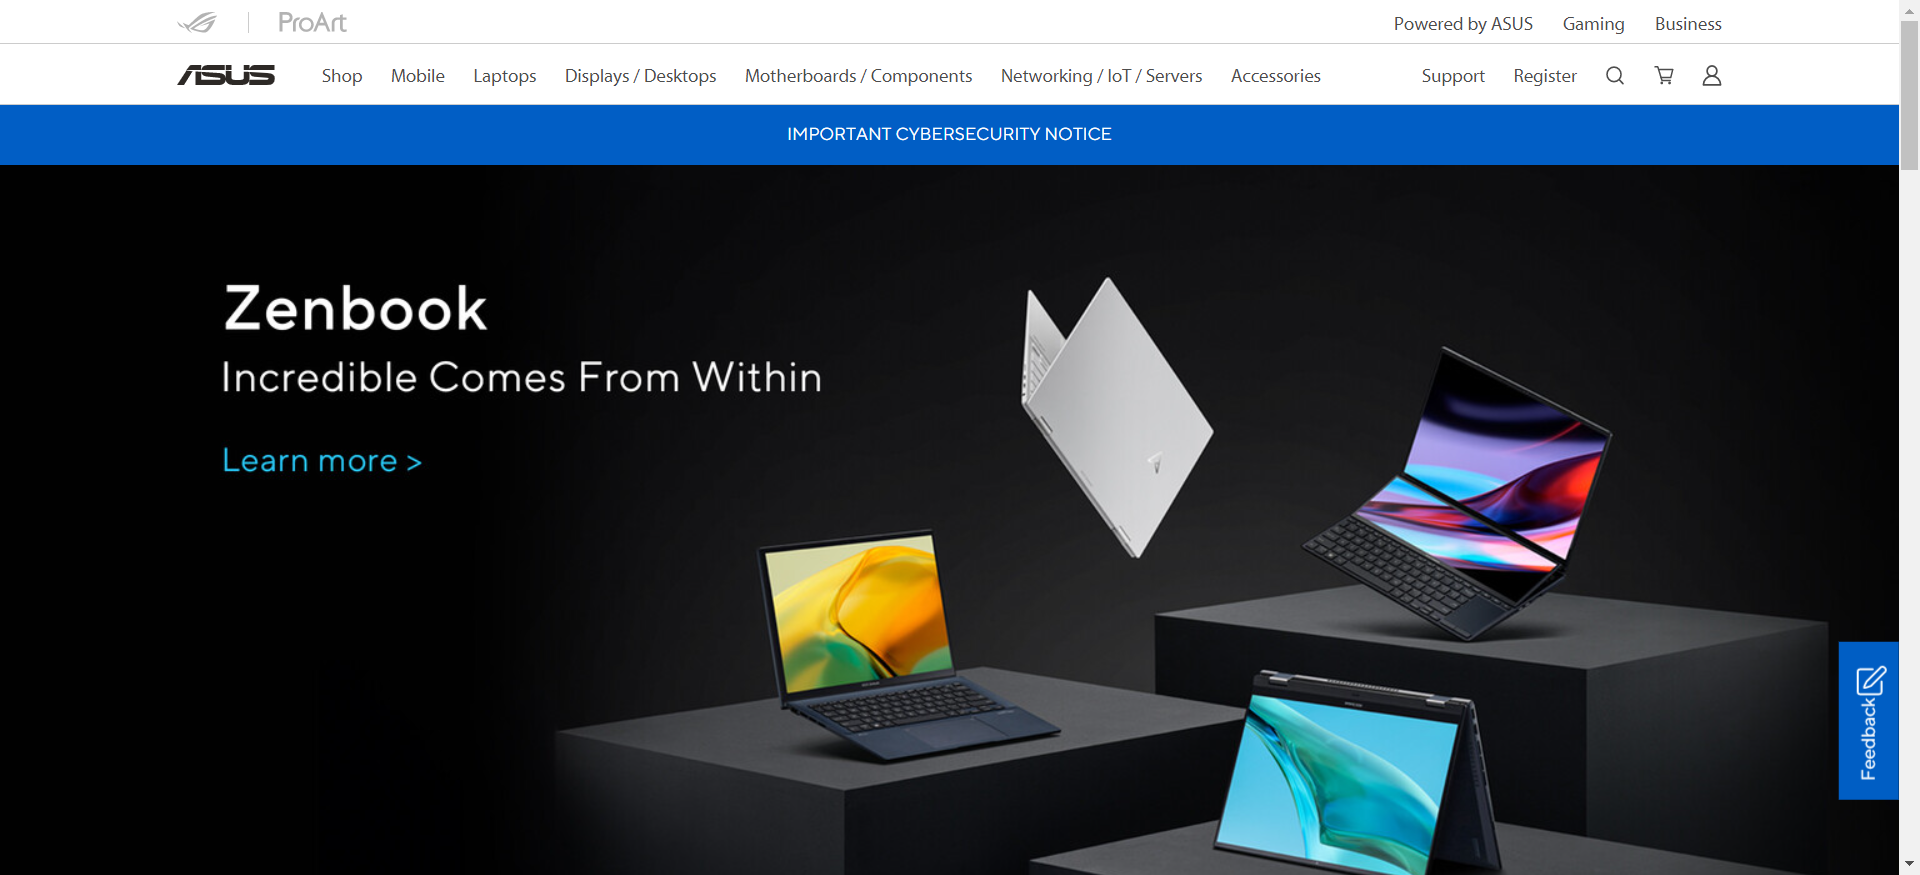 ProArt
Powered by ASUS
Gaming
Business
ASUS
Shop
Mobile
Laptops
Displays / Desktops
Motherboards / Components
Networking / IoT / Servers
Accessories
Support
Register
IMPORTANT CYBERSECURITY NOTICE
Zenbook
Incredible Comes From Within
Learn more >
Feedback